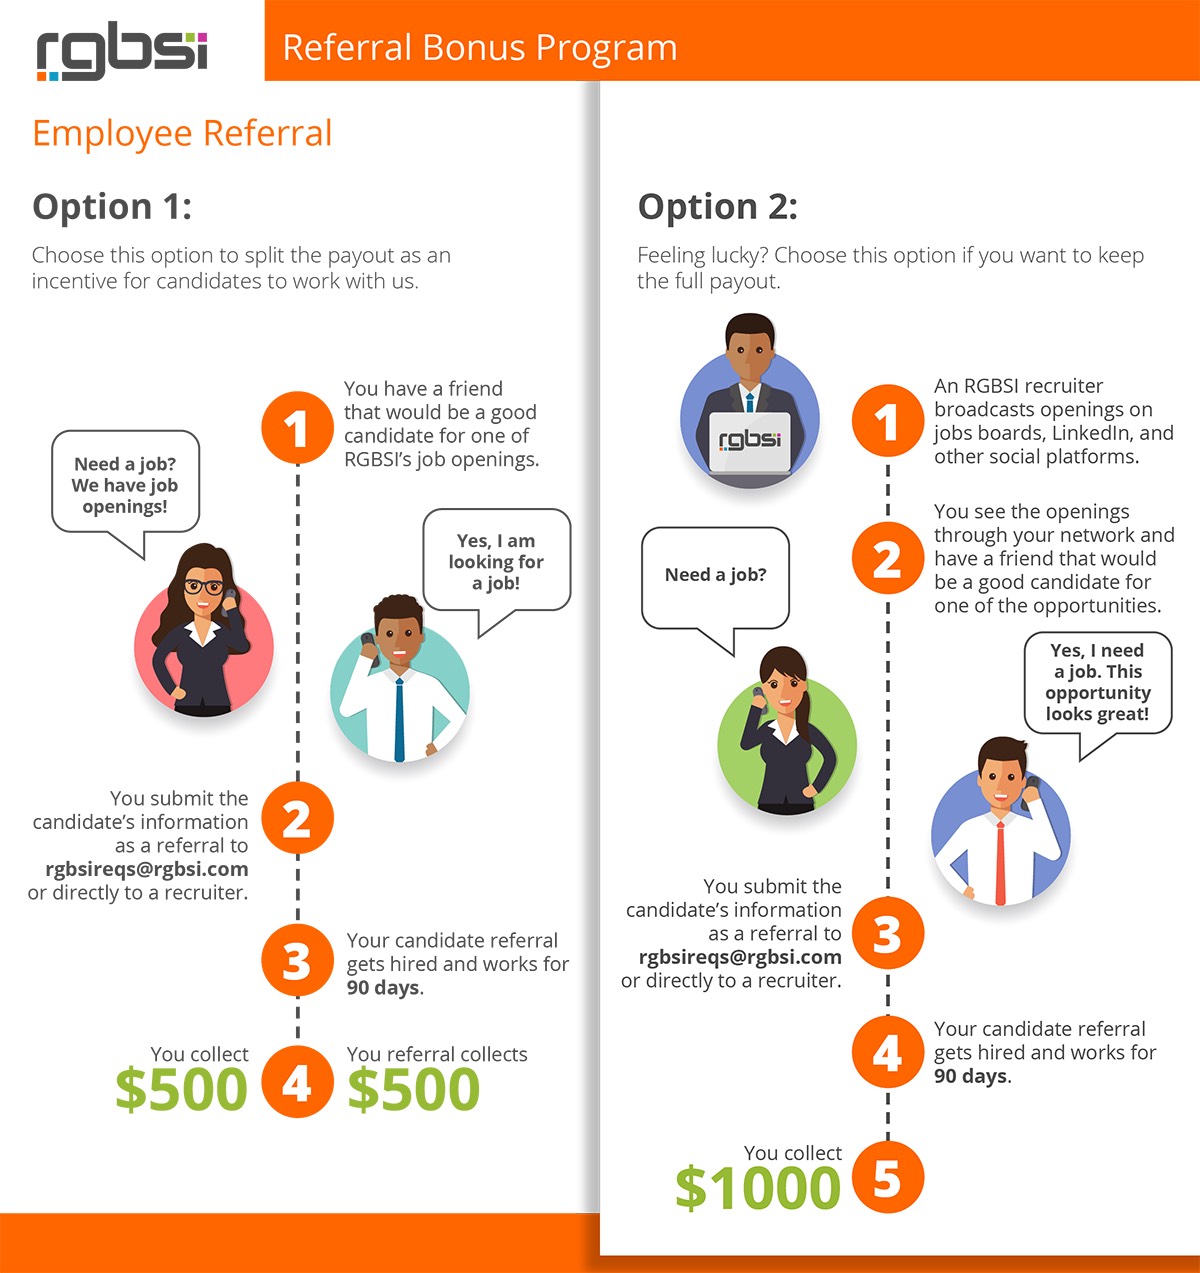 rgbsi
Referral Bonus Program
Employee Referral
Option 1:
Choose this option to split the payout as an
incentive for candidates to work with us.
1
You have a friend
that would be a good
candidate for one of
RGBSI's job openings.
Need a job?
We have job
openings!
Yes, I am
looking for
a job!
You submit the
candidate's information
as a referral to
rgbsireqs@rgbsi.com
or directly to a recruiter.
2
3
Your candidate referral
gets hired and works for
90 days.
You collect
$500
4
You referral collects
$500
Option 2:
Feeling lucky? Choose this option if you want to keep
the full payout.
rgbsi
1
An RGBSI recruiter
broadcasts openings on
jobs boards, LinkedIn, and
other social platforms.
2
You see the openings
through your network and
have a friend that would
be a good candidate for
one of the opportunities.
Need a job?
Yes, I need
a job. This
opportunity
looks great!
You submit the
candidate's information
as a referral to
rgbsireqs@rgbsi.com
or directly to a recruiter.
3
4
Your candidate referral
gets hired and works for
90 days.
You collect
$1000
5